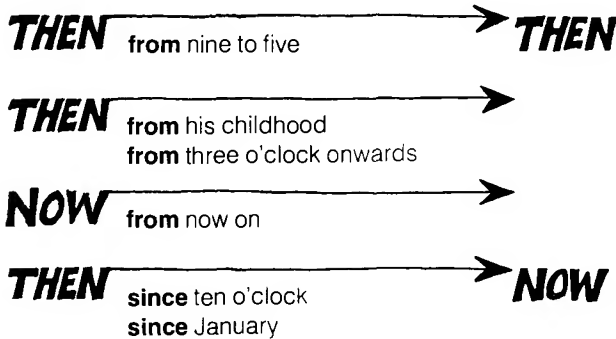 THEN from nine to five THEN
THEN from his childhood
from three o'clock onwards
NOW from now on
THEN since ten o'clock NOW
since January